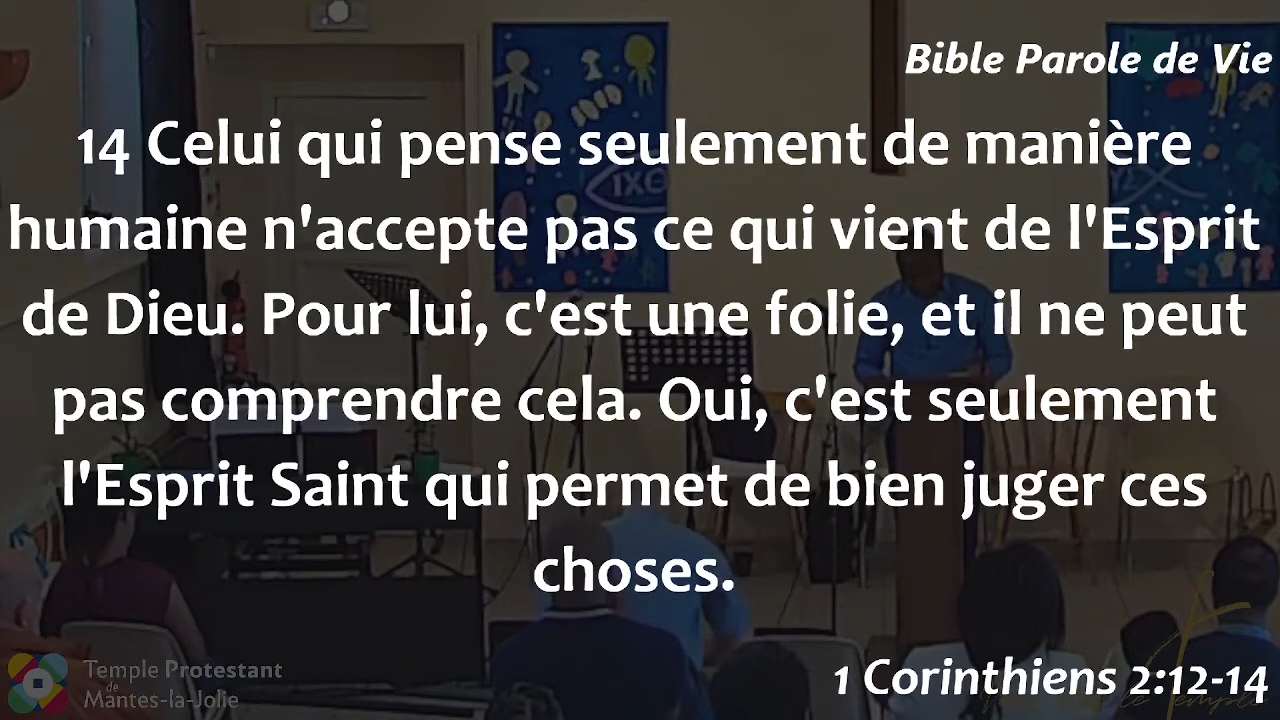 Bible Parole de Vie
14 Celui qui pense seulement de manière
humaine n'accepte pas ce qui vient de l'Esprit
de Dieu. Pour lui, c'est une folie, et il ne peut
pas comprendre cela. Oui, c'est seulement
l'Esprit Saint qui permet de bien juger ces
choses.
1 Corinthiens 2:12-14
Temple Protestant
de
Mantes-la-Jolie
ΙΧΘ